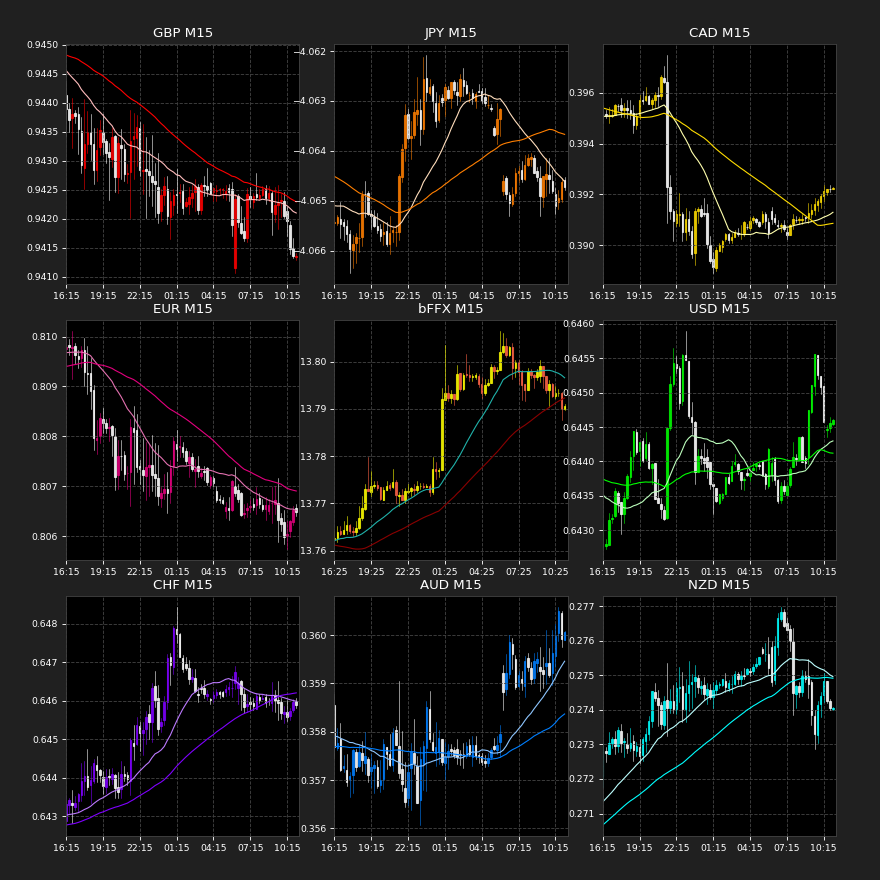 GBP M15
0.9450
0.9445
0.9440
0.9435
0.9430
0.9425
0.9420
0.9415
0.9410
16:15 19:15 22:15 01:15 04:15 07:15 10:15
JPY M15
−4.062
−4.063
−4.064
−4.065
−4.066
16:15 19:15 22:15 01:15 04:15 07:15 10:15
CAD M15
0.396
0.394
0.392
0.390
16:15 19:15 22:15 01:15 04:15 07:15 10:15
EUR M15
0.810
0.809
0.808
0.807
0.806
16:15 19:15 22:15 01:15 04:15 07:15 10:15
bFFX M15
13.80
13.79
13.78
13.77
13.76
16:25 19:25 22:25 01:25 04:25 07:25 10:25
USD M15
0.6460
0.6455
0.6450
0.6445
0.6440
0.6435
0.6430
16:15 19:15 22:15 01:15 04:15 07:15 10:15
CHF M15
0.648
0.647
0.646
0.645
0.644
0.643
16:15 19:15 22:15 01:15 04:15 07:15 10:15
AUD M15
0.360
0.359
0.358
0.357
0.356
16:15 19:15 22:15 01:15 04:15 07:15 10:15
NZD M15
0.277
0.276
0.275
0.274
0.273
0.272
0.271
16:15 19:15 22:15 01:15 04:15 07:15 10:15